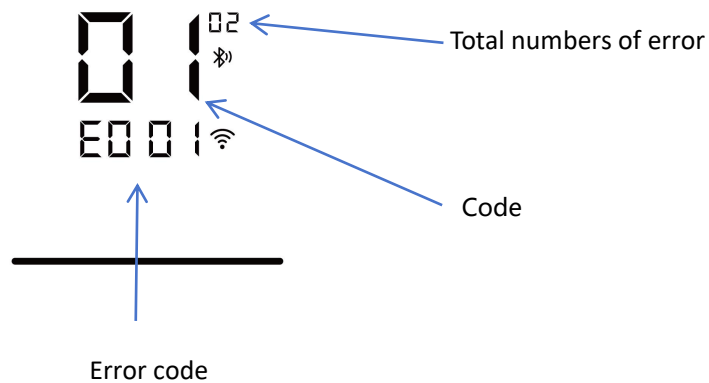 01
02
Total numbers of error
E001
Code
Error code